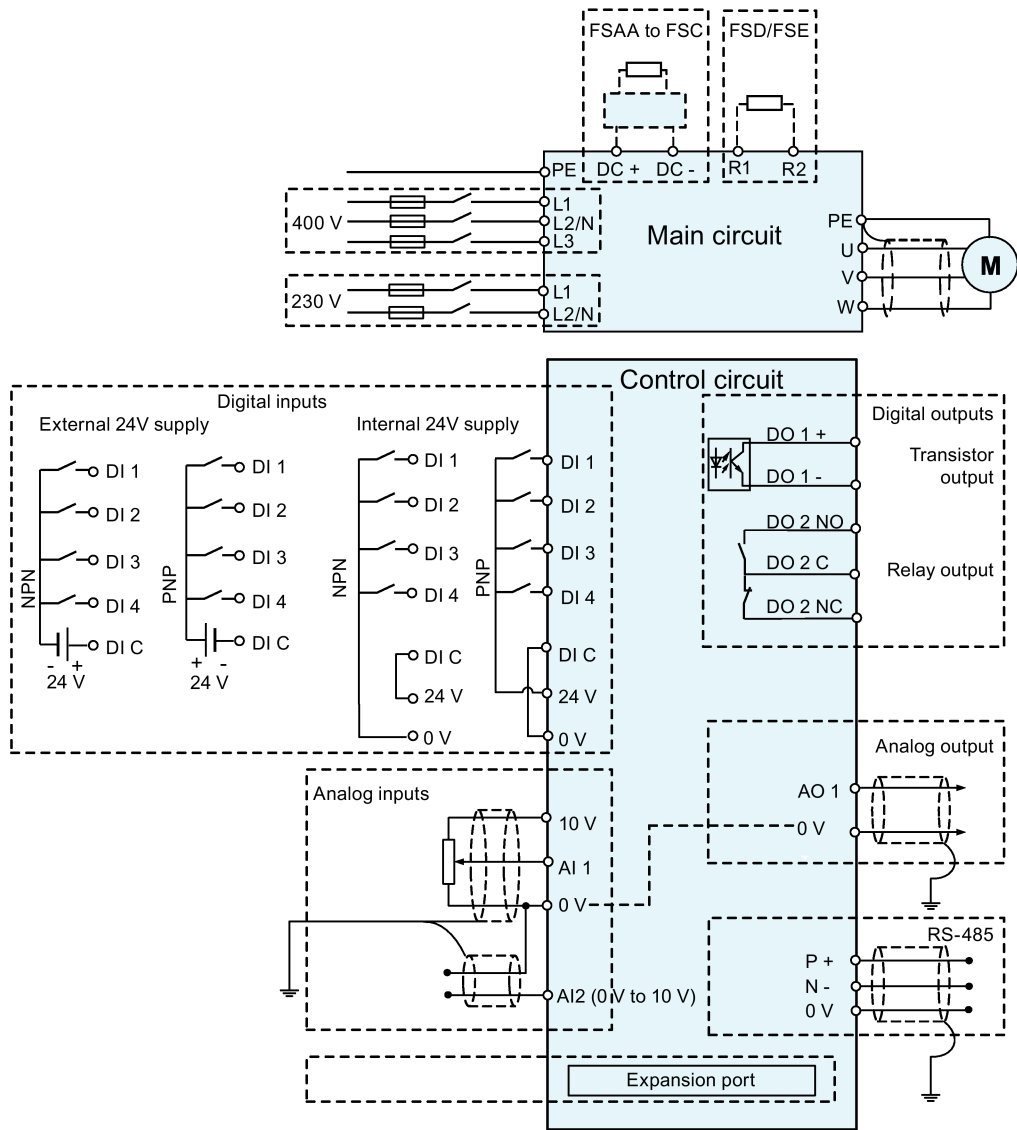 FSAA to FSC
FSD/FSE
PE
DC +
DC -
R1
R2
400 V
L1
L2/N
L3
Main circuit
PE
U
V
W
M
230 V
L1
L2/N
Control circuit
Digital inputs
External 24V supply
Internal 24V supply
NPN
DI 1
DI 2
DI 3
DI 4
DI C
- +
24 V
PNP
DI 1
DI 2
DI 3
DI 4
DI C
+ -
24 V
NPN
DI 1
DI 2
DI 3
DI 4
DI C
24 V
0 V
PNP
DI 1
DI 2
DI 3
DI 4
DI C
24 V
0 V
Digital outputs
DO 1 +
Transistor
output
DO 1 -
DO 2 NO
DO 2 C
Relay output
DO 2 NC
Analog output
AO 1
0 V
Analog inputs
10 V
AI 1
0 V
AI2 (0 V to 10 V)
RS-485
P +
N -
0 V
Expansion port